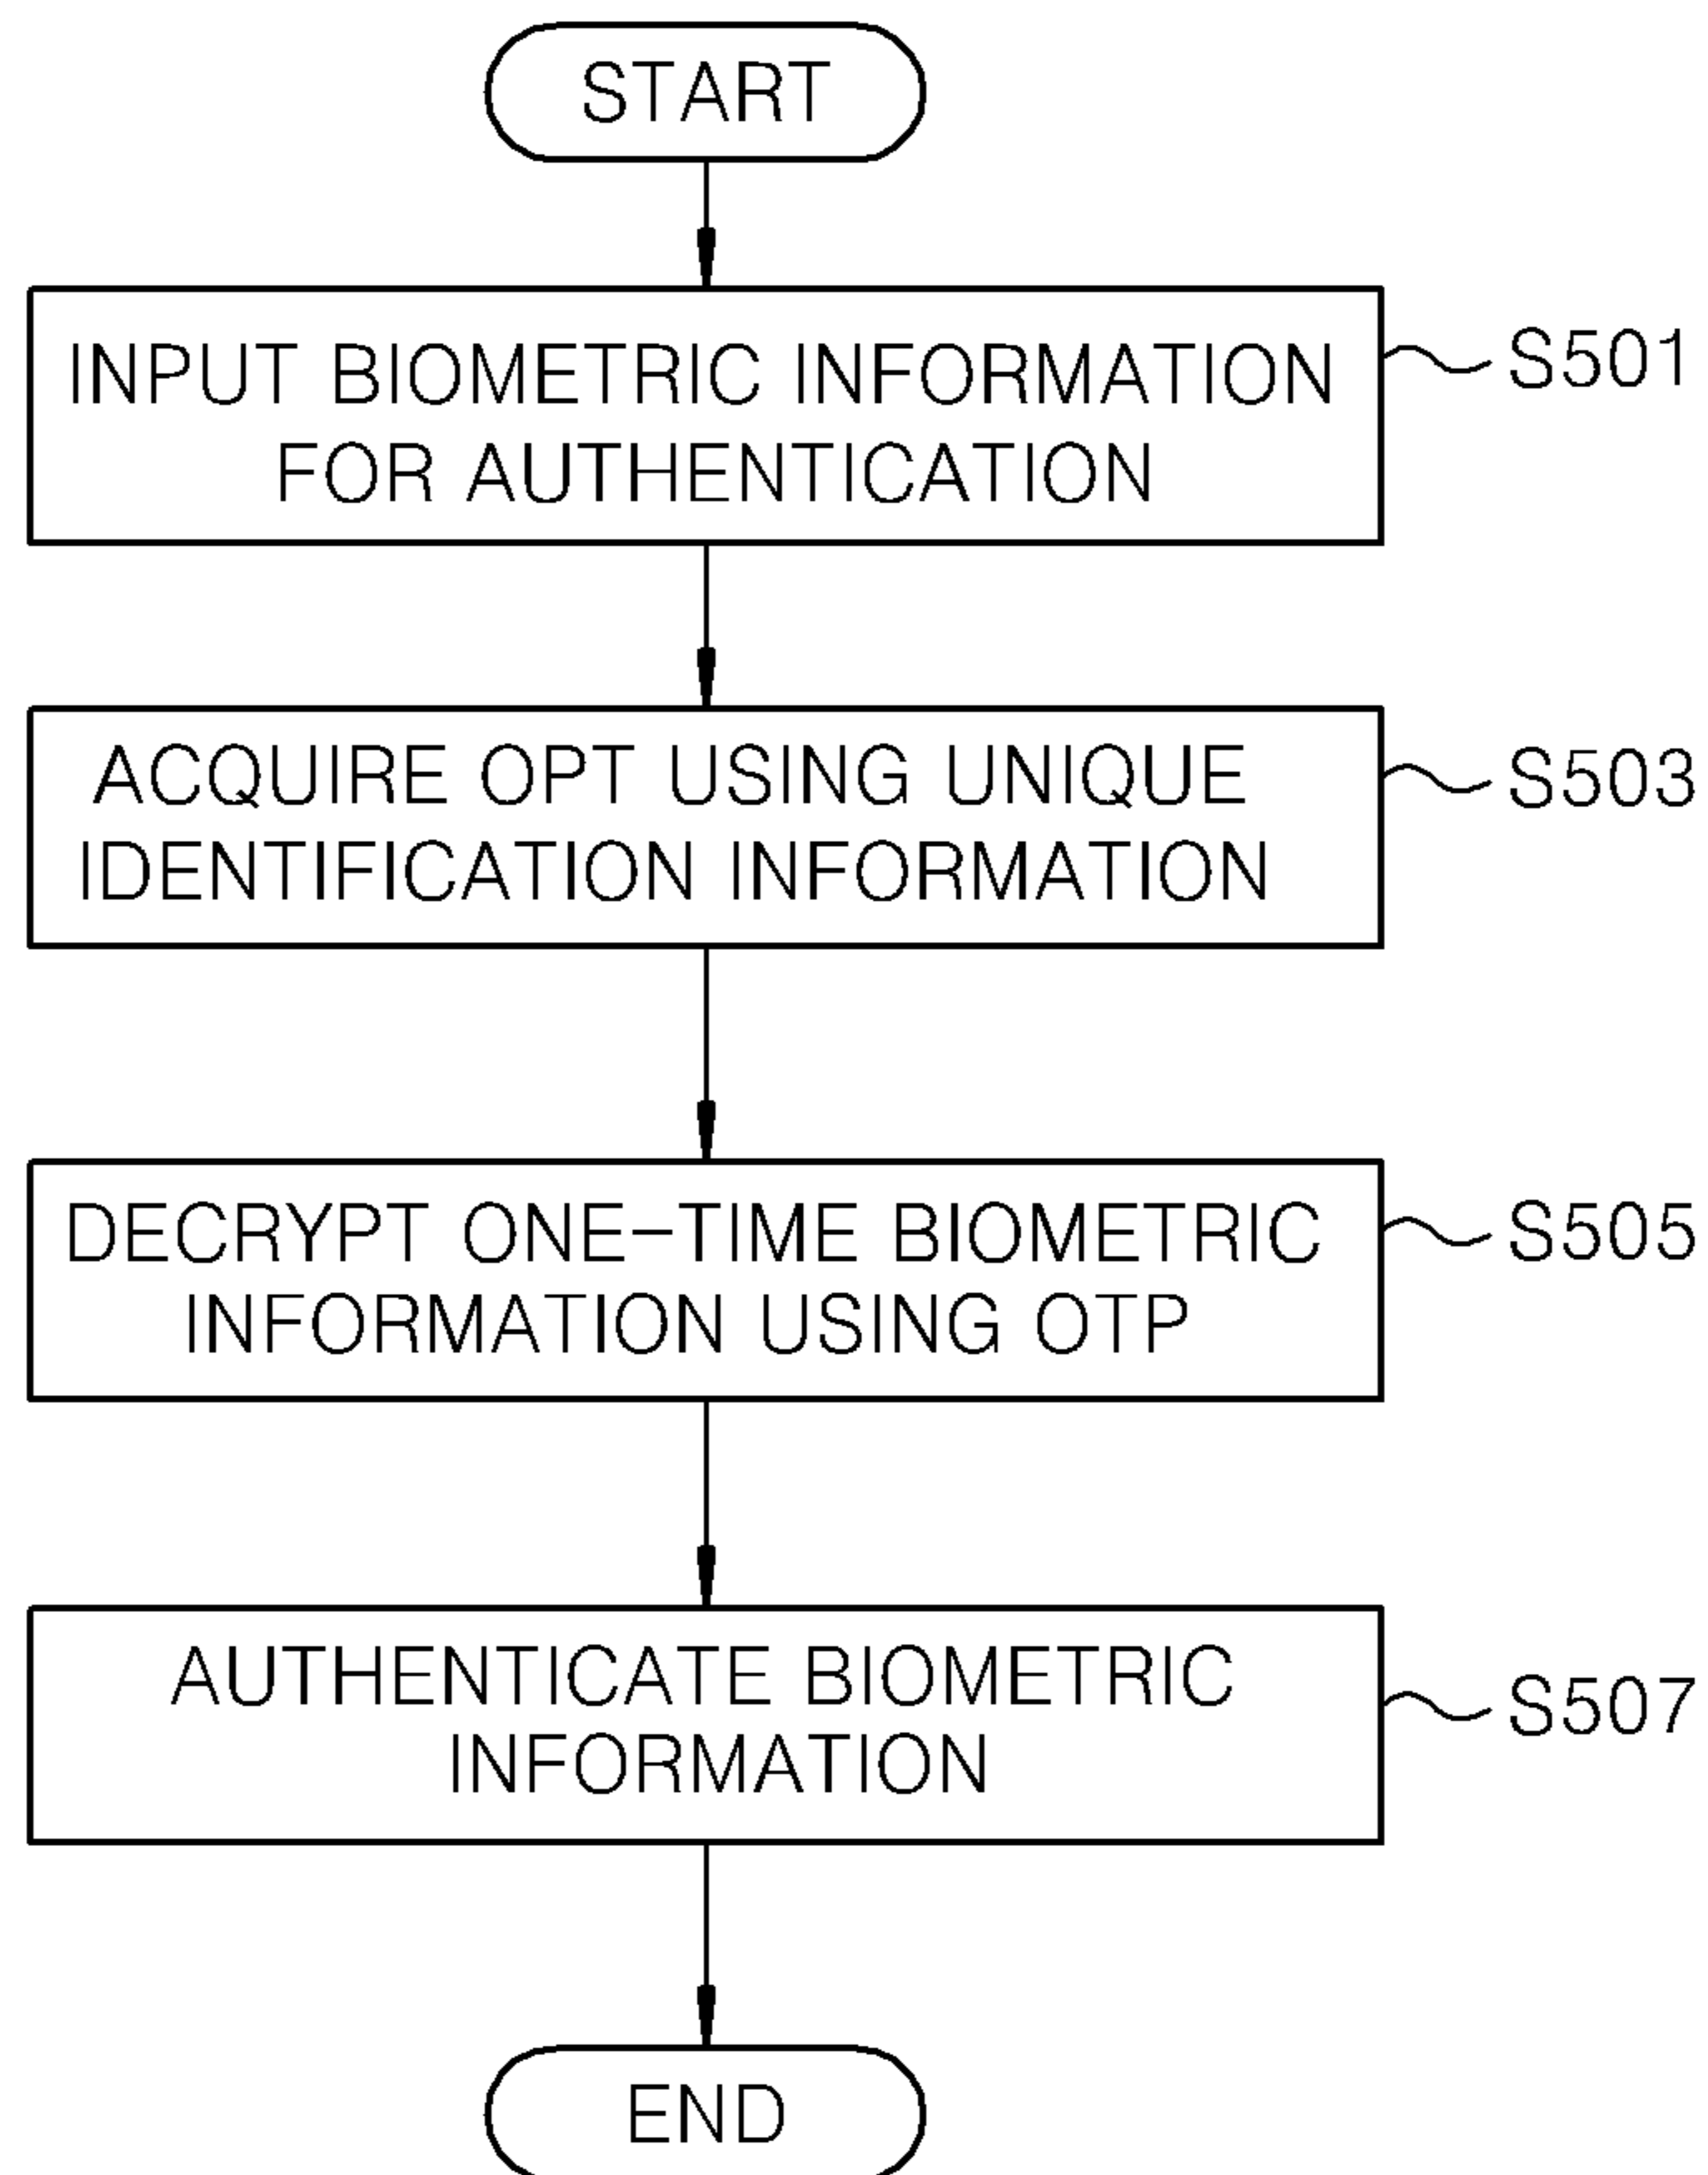 START
INPUT BIOMETRIC INFORMATION
FOR AUTHENTICATION
S501
ACQUIRE OPT USING UNIQUE
IDENTIFICATION INFORMATION
S503
DECRYPT ONE-TIME BIOMETRIC
INFORMATION USING OTP
S505
AUTHENTICATE BIOMETRIC
INFORMATION
S507
END